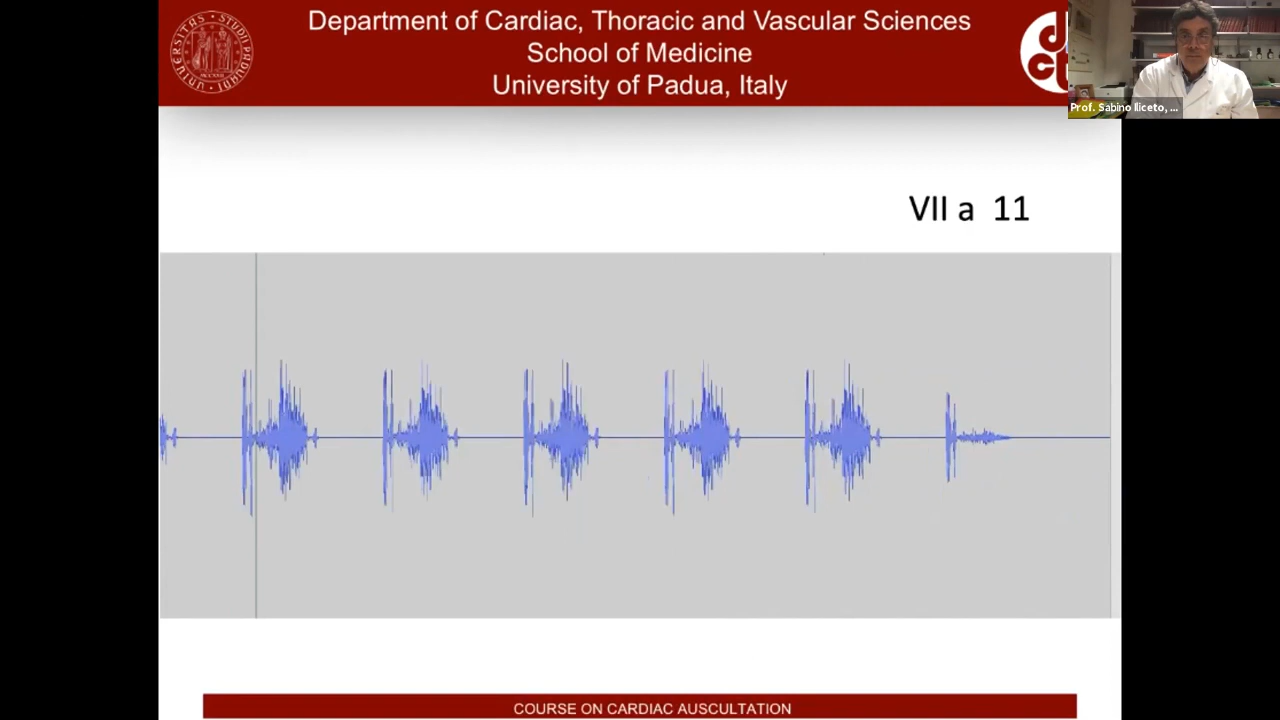 Department of Cardiac, Thoracic and Vascular Sciences
School of Medicine
University of Padua, Italy
Prof. Sabino Iliceto, ...
VII a 11
COURSE ON CARDIAC AUSCULTATION